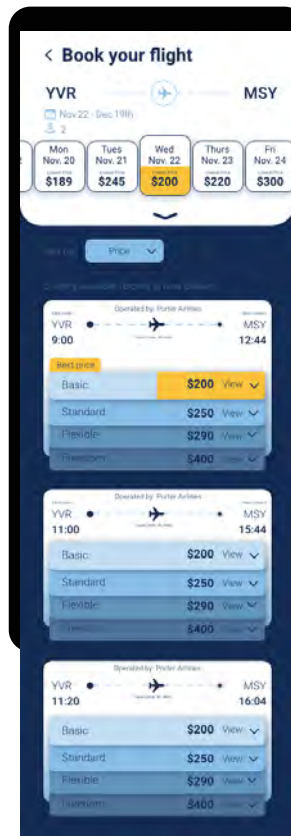 < Book your flight
YVR MSY
Nov 22 - Dec 19th
2
Mon Tues Wed Thurs Fri
Nov. 20 Nov. 21 Nov. 22 Nov. 23 Nov. 24
$189 $245 $200 $220 $300
Price
Operated by: Porter Airlines
YVR MSY
9:00 12:44
Best price
Basic $200 View
Standard $250 View
Flexible $290 View
$400 View
Operated by: Porter Airlines
YVR MSY
11:00 15:44
Basic $200 View
Standard $250 View
Flexible $290 View
$400 View
Operated by: Porter Airlines
YVR MSY
11:20 16:04
Basic $200 View
Standard $250 View
Flexible $290 View
$400 View